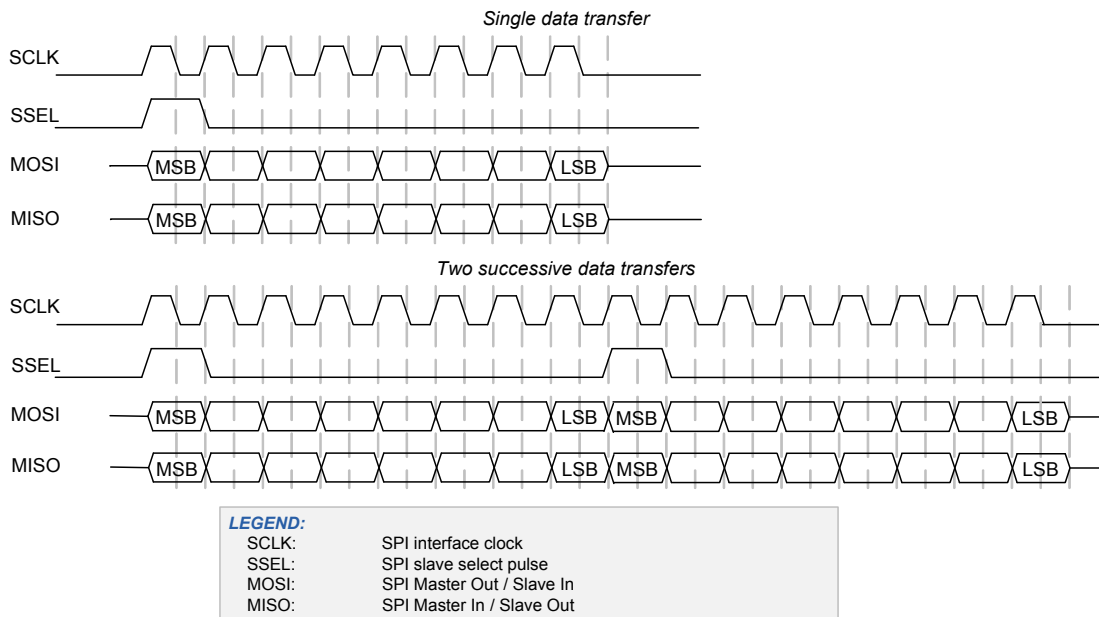 Single data transfer
SCLK
SSEL
MOSI MSB LSB
MISO MSB LSB
Two successive data transfers
SCLK
SSEL
MOSI MSB LSB MSB LSB
MISO MSB LSB MSB LSB
LEGEND:
SCLK: SPI interface clock
SSEL: SPI slave select pulse
MOSI: SPI Master Out / Slave In
MISO: SPI Master In / Slave Out